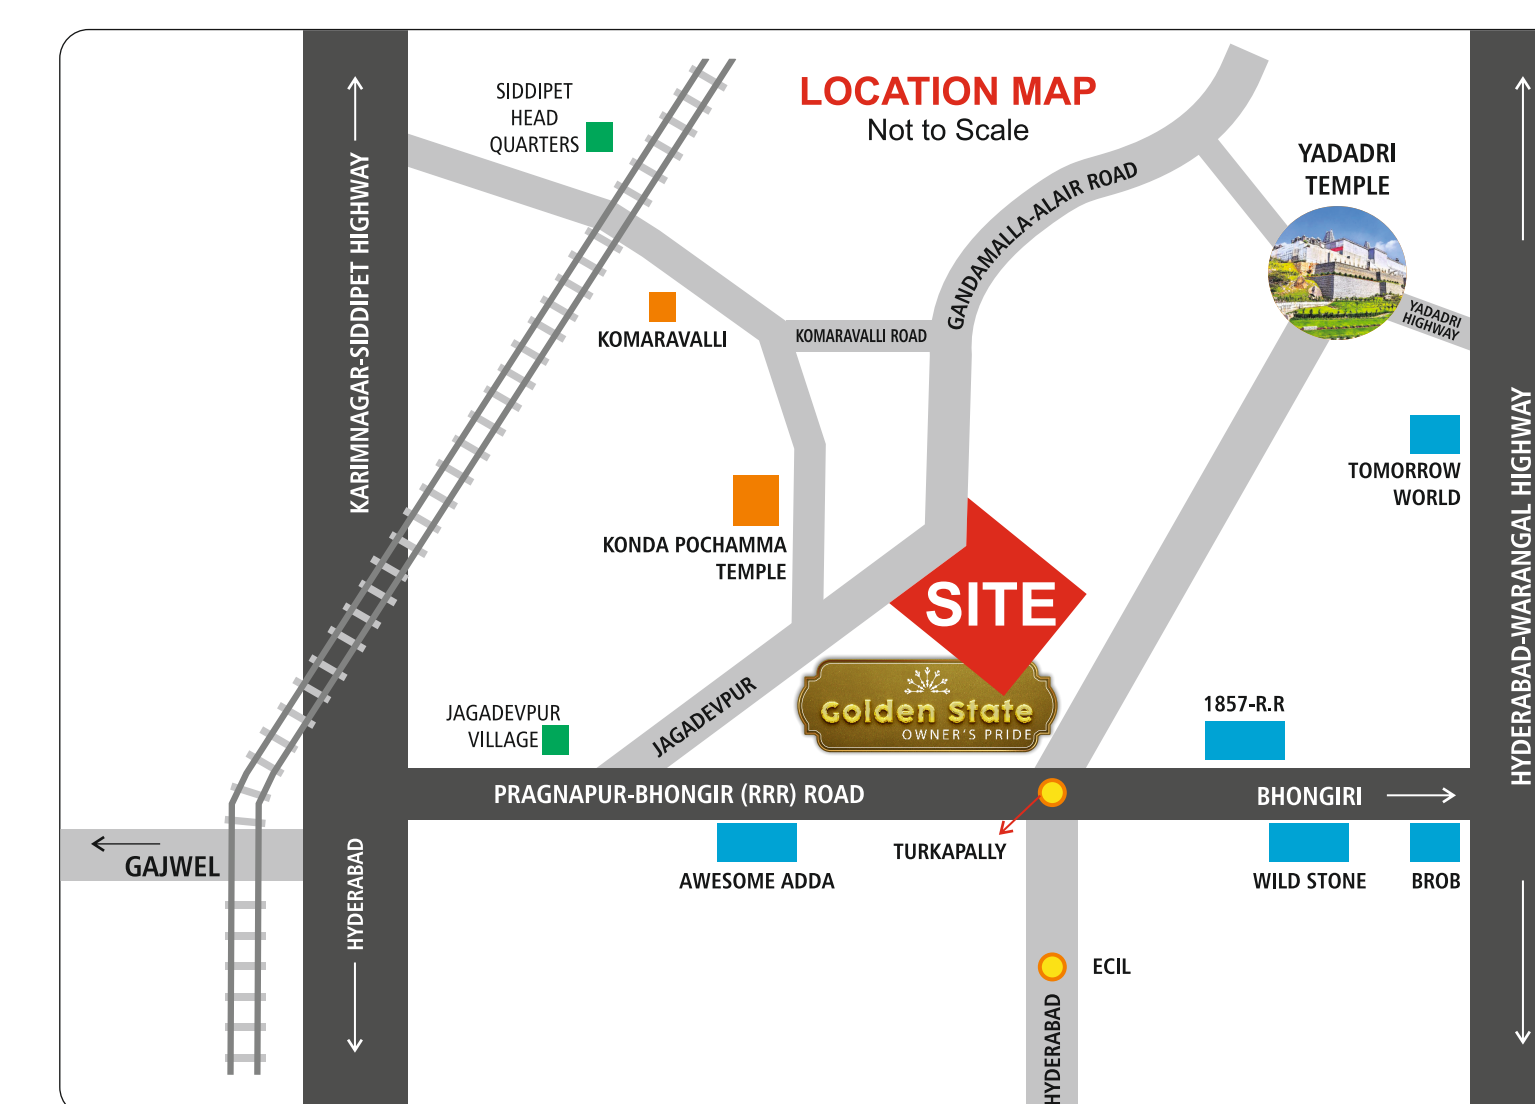 LOCATION MAP
Not to Scale
SIDDIPET
HEAD
QUARTERS
KARIMNAGAR-SIDDIPET HIGHWAY
KOMARAVALLI
KOMARAVALLI ROAD
GANDAMALLA-ALAIR ROAD
YADADRI
TEMPLE
YADADRI
HIGHWAY
TOMORROW
WORLD
HYDERABAD-WARANGAL HIGHWAY
KONDA POCHAMMA
TEMPLE
SITE
Golden State
OWNER'S PRIDE
JAGADEVPUR
VILLAGE
JAGADEVPUR
1857-R.R
PRAGNAPUR-BHONGIR (RRR) ROAD
BHONGIRI
GAJWEL
HYDERABAD
AWESOME ADDA
TURKAPALLY
WILD STONE
BROB
ECIL
HYDERABAD